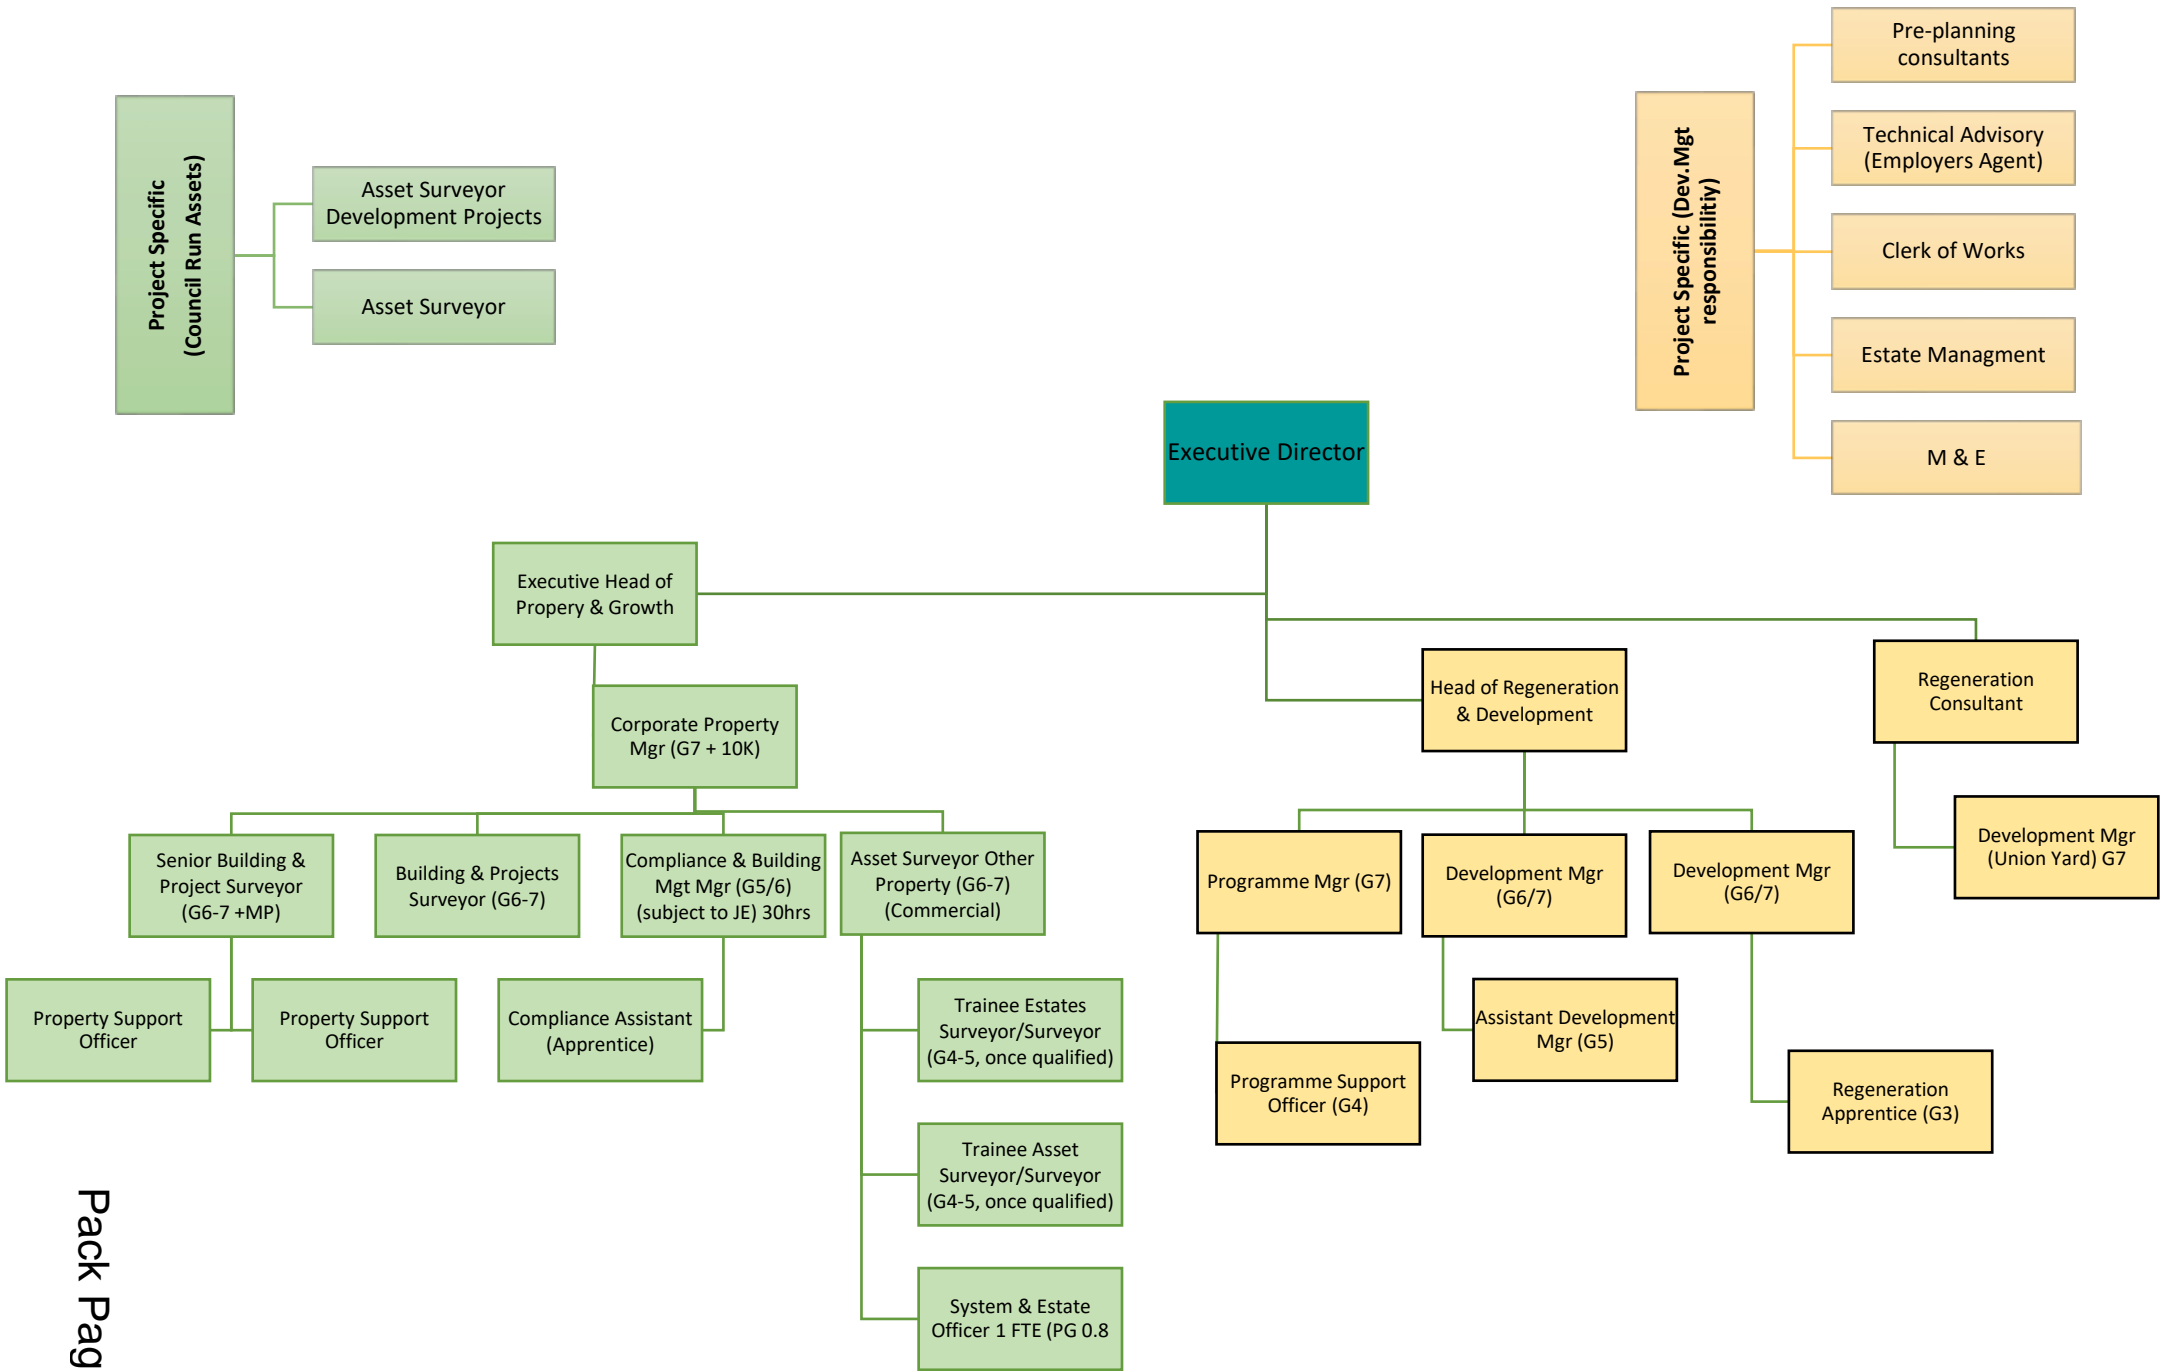 Project Specific
(Council Run Assets)
Asset Surveyor
Development Projects
Asset Surveyor
Project Specific (Dev.Mgt
responsibilitiy)
Pre-planning
consultants
Technical Advisory
(Employers Agent)
Clerk of Works
Estate Managment
M & E
Executive Director
Executive Head of
Propery & Growth
Corporate Property
Mgr (G7 + 10K)
Head of Regeneration
& Development
Regeneration
Consultant
Senior Building &
Project Surveyor
(G6-7 +MP)
Building & Projects
Surveyor (G6-7)
Compliance & Building
Mgt Mgr (G5/6)
(subject to JE) 30hrs
Asset Surveyor Other
Property (G6-7)
(Commercial)
Programme Mgr (G7)
Development Mgr
(G6/7)
Development Mgr
(G6/7)
Development Mgr
(Union Yard) G7
Property Support
Officer
Property Support
Officer
Compliance Assistant
(Apprentice)
Trainee Estates
Surveyor/Surveyor
(G4-5, once qualified)
Assistant Development
Mgr (G5)
Programme Support
Officer (G4)
Regeneration
Apprentice (G3)
Trainee Asset
Surveyor/Surveyor
(G4-5, once qualified)
System & Estate
Officer 1 FTE (PG 0.8
Pack Pag